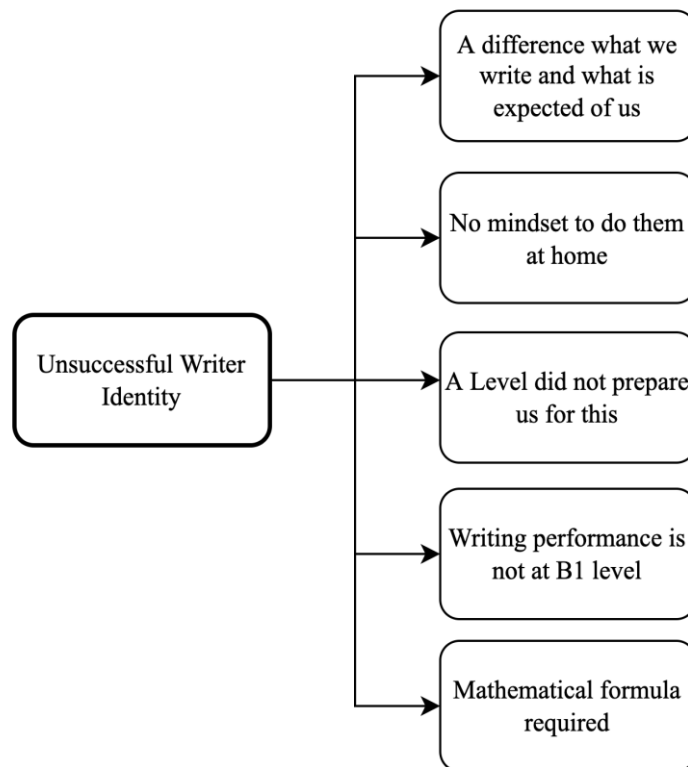 A difference what we
write and what is
expected of us
No mindset to do them
at home
Unsuccessful Writer
Identity
A Level did not prepare
us for this
Writing performance is
not at B1 level
Mathematical formula
required